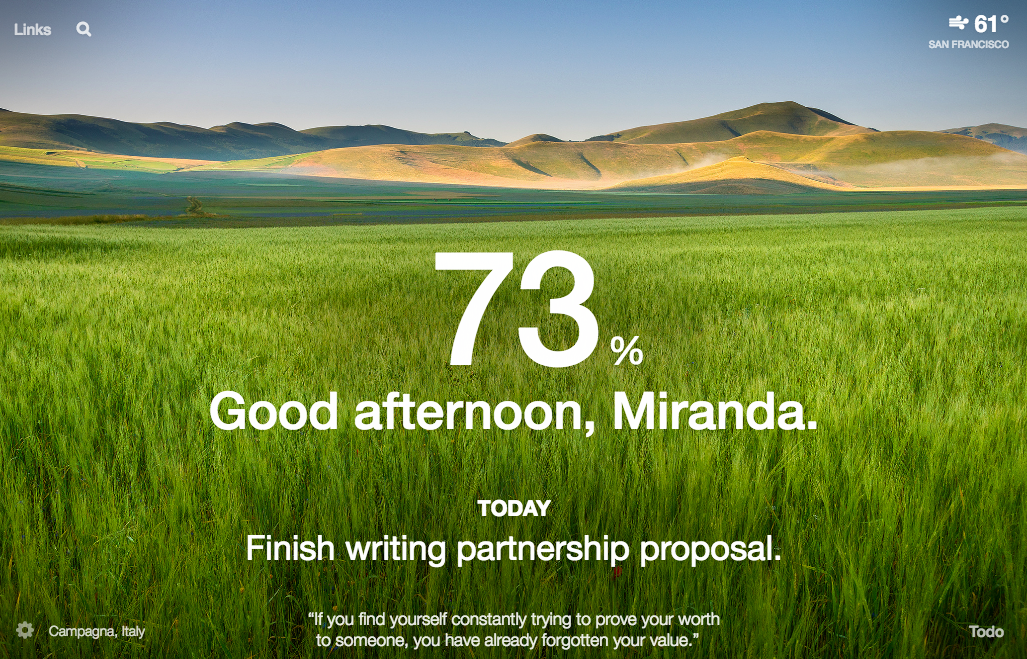 Links
61°
SAN FRANCISCO
73%
Good afternoon, Miranda.
TODAY
Finish writing partnership proposal.
“If you find yourself constantly trying to prove your worth
to someone, you have already forgotten your value.”
Campagna, Italy
Todo